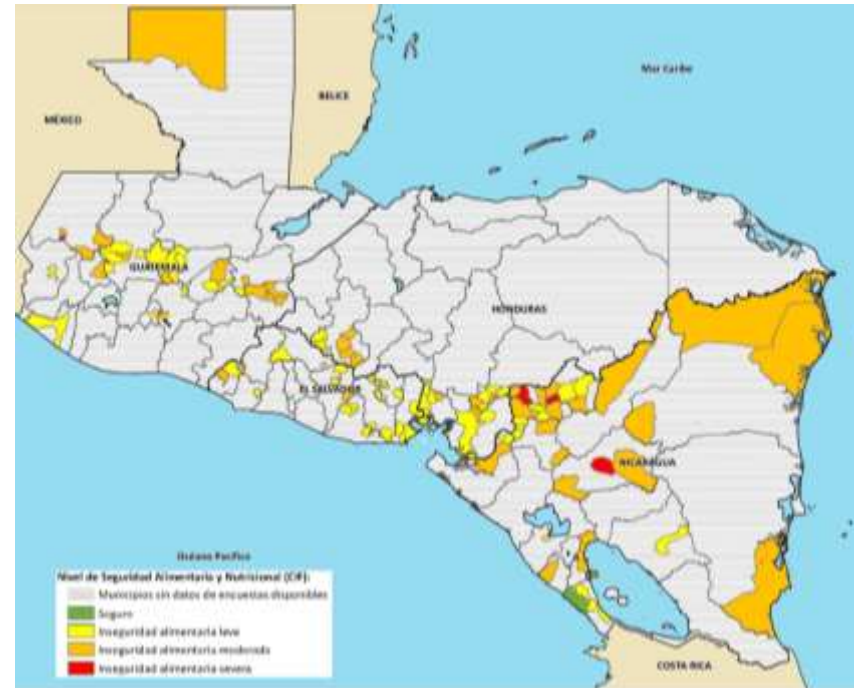 Mar Caribe
BELICE
MÉXICO
GUATEMALA
HONDURAS
EL SALVADOR
NICARAGUA
Océano Pacífico
Nivel de Seguridad Alimentaria y Nutricional (CIF):
Municipios sin datos de encuestas disponibles
Seguro
Inseguridad alimentaria leve
Inseguridad alimentaria moderada
Inseguridad alimentaria severa
COSTA RICA